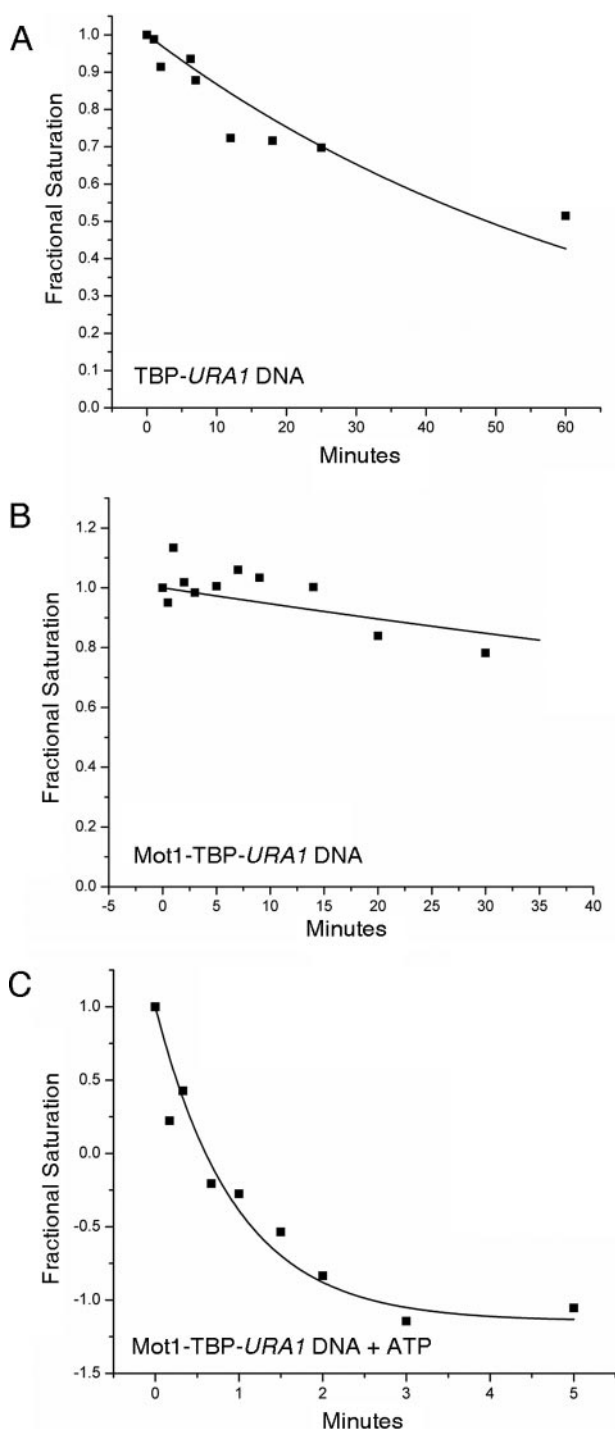 A
Fractional Saturation
1.0
0.9
0.8
0.7
0.6
0.5
0.4
0.3
0.2
0.1
0.0
TBP-URA1 DNA
0 10 20 30 40 50 60
Minutes
B
Fractional Saturation
1.2
1.0
0.8
0.6
0.4
0.2
0.0
Mot1-TBP-URA1 DNA
-5 0 5 10 15 20 25 30 35 40
Minutes
C
Fractional Saturation
1.0
0.5
0.0
-0.5
-1.0
-1.5
Mot1-TBP-URA1 DNA + ATP
0 1 2 3 4 5
Minutes